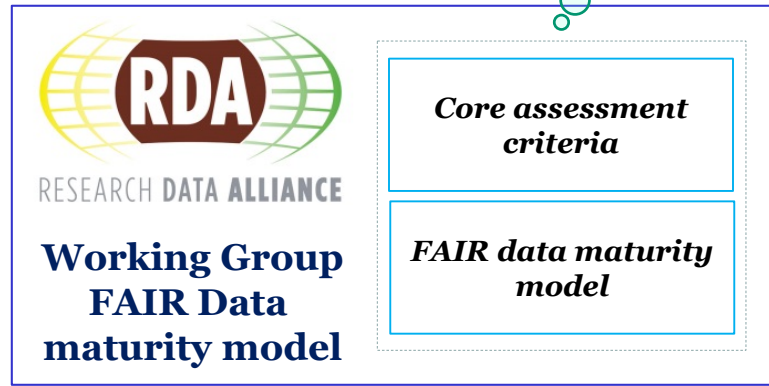 RDA
RESEARCH DATA ALLIANCE
Working Group
FAIR Data
maturity model
Core assessment
criteria
FAIR data maturity
model